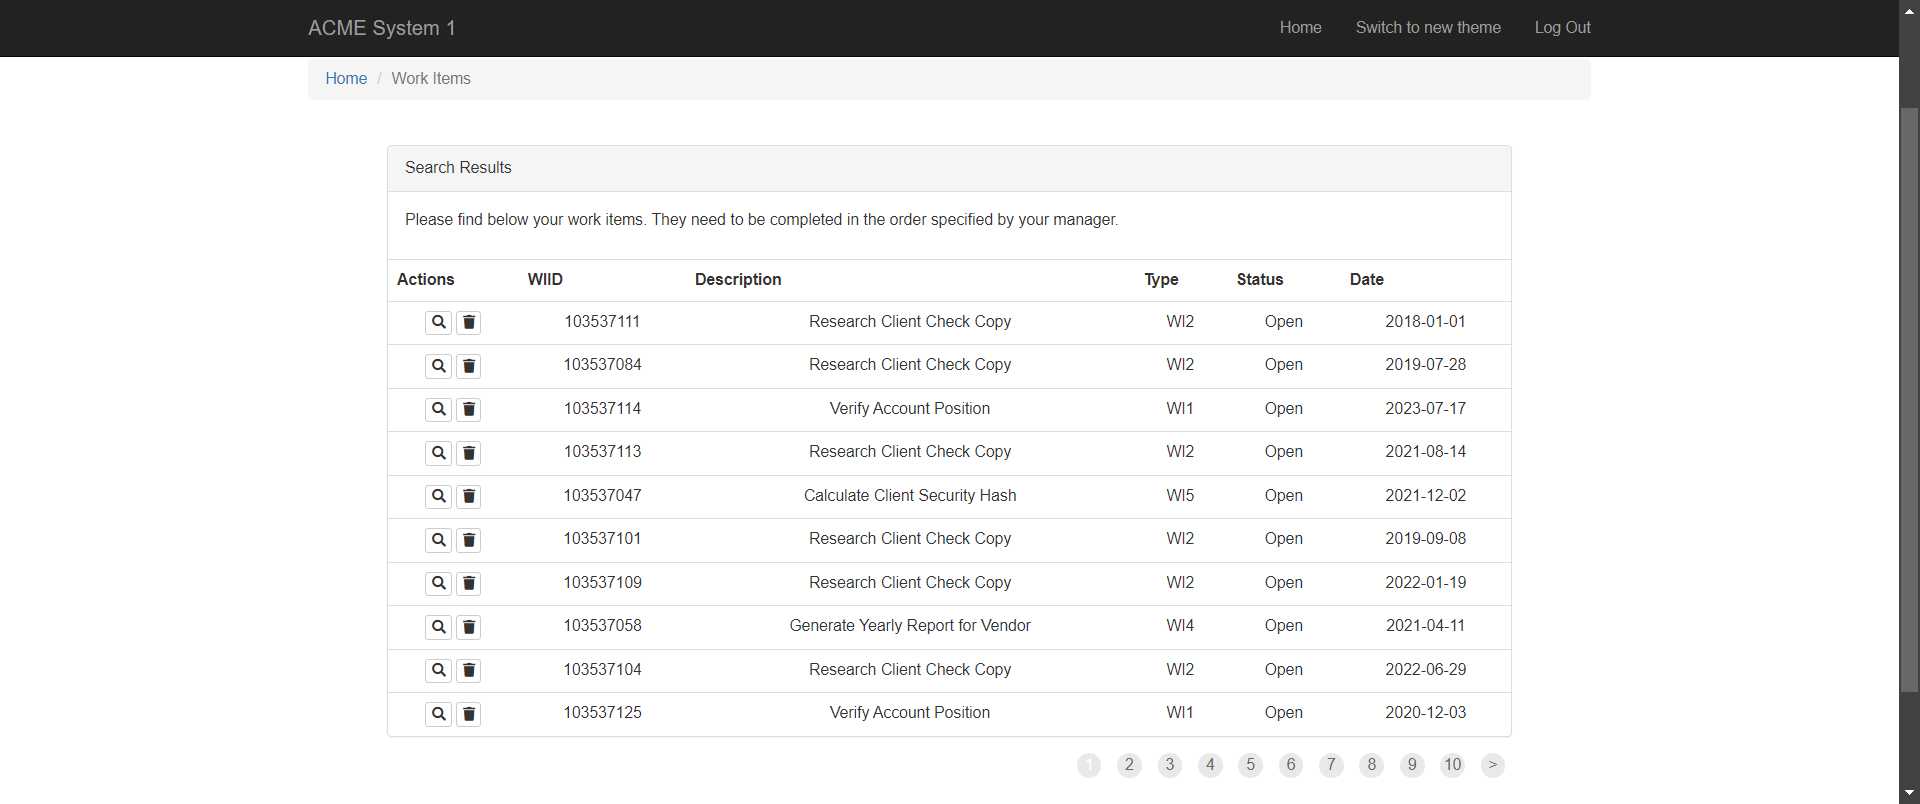 ACME System 1 Home Switch to new theme Log Out
Home / Work Items
Search Results
Please find below your work items. They need to be completed in the order specified by your manager.
Actions WIID Description Type Status Date
103537111 Research Client Check Copy WI2 Open 2018-01-01
103537084 Research Client Check Copy WI2 Open 2019-07-28
103537114 Verify Account Position WI1 Open 2023-07-17
103537113 Research Client Check Copy WI2 Open 2021-08-14
103537047 Calculate Client Security Hash WI5 Open 2021-12-02
103537101 Research Client Check Copy WI2 Open 2019-09-08
103537109 Research Client Check Copy WI2 Open 2022-01-19
103537058 Generate Yearly Report for Vendor WI4 Open 2021-04-11
103537104 Research Client Check Copy WI2 Open 2022-06-29
103537125 Verify Account Position WI1 Open 2020-12-03
1 2 3 4 5 6 7 8 9 10 >